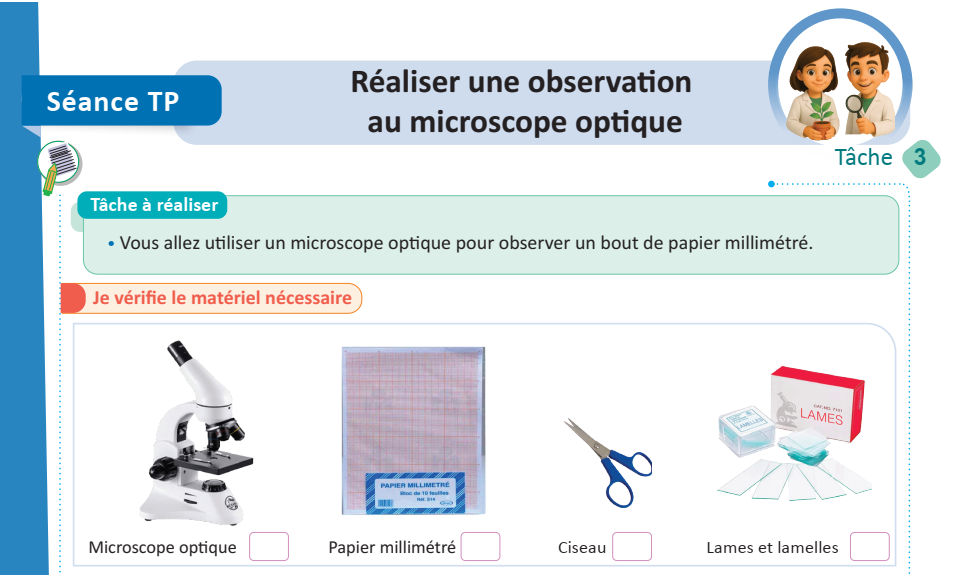 Séance TP
Réaliser une observation
au microscope optique
Tâche 3
Tâche à réaliser
• Vous allez utiliser un microscope optique pour observer un bout de papier millimétré.
Je vérifie le matériel nécessaire
LAMES
LAMELLES
PAPIER MILLIMETRÉ
Bloc de 10 feuilles
Microscope optique
Papier millimétré
Ciseau
Lames et lamelles